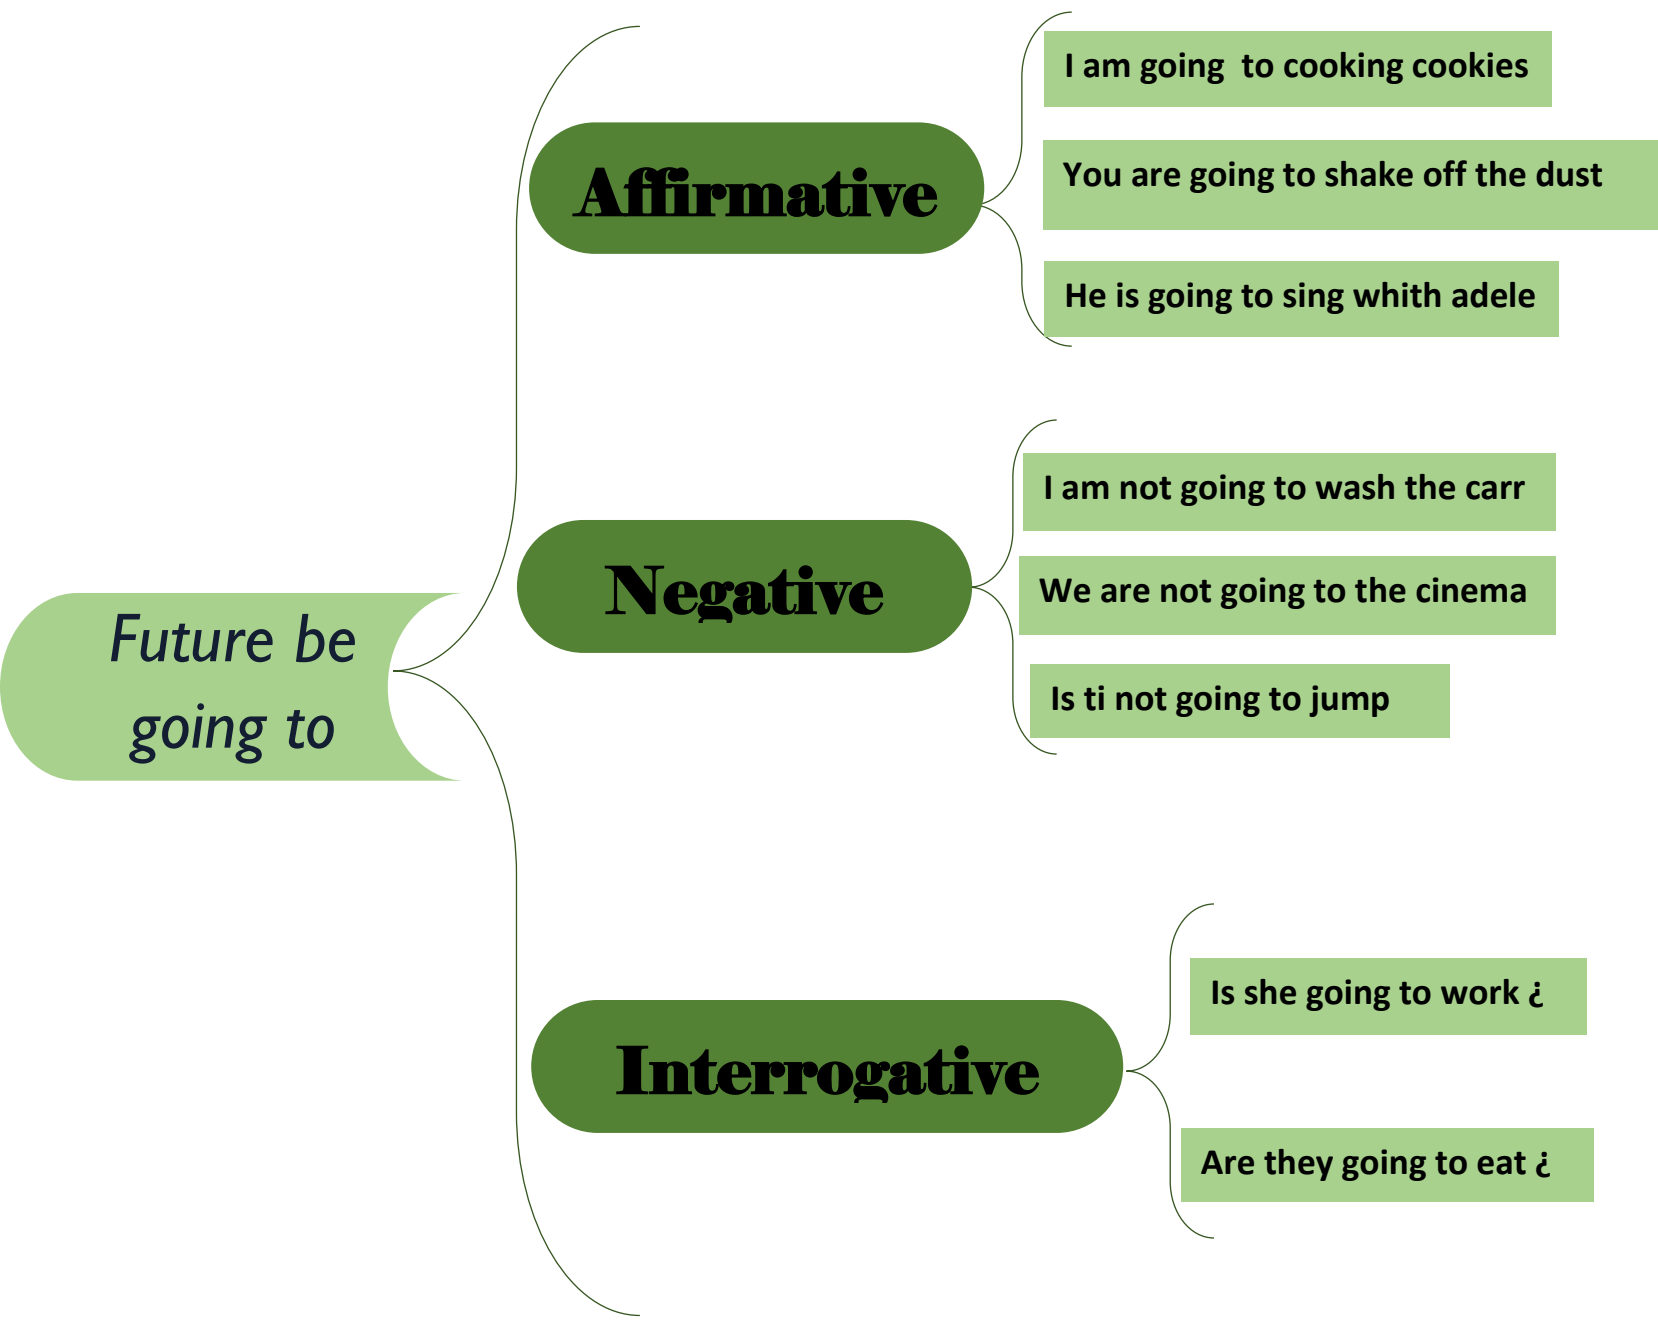 Future be
going to
Affirmative
I am going  to cooking cookies
You are going to shake off the dust
He is going to sing whith adele
Negative
I am not going to wash the carr
We are not going to the cinema
Is ti not going to jump
Interrogative
Is she going to work ¿
Are they going to eat ¿